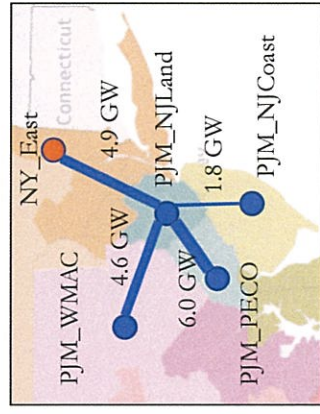 NY_East
Connecticut
4.9 GW
PJM_WMAC
4.6 GW
PJM_NJLand
1.8 GW
6.0 GW
PJM_NJCoast
PJM_PECO